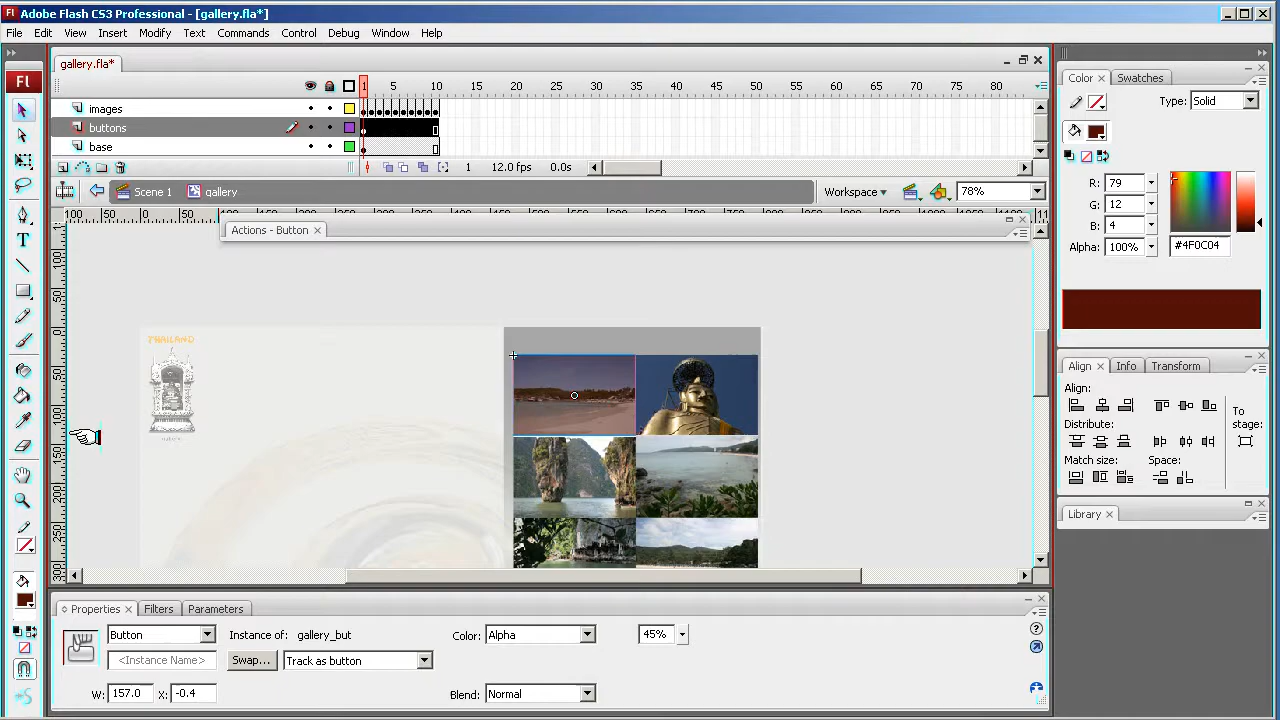 Adobe Flash CS3 Professional - [gallery.fla*]
File Edit View Insert Modify Text Commands Control Debug Window Help
gallery.fla*
1 5 10 15 20 25 30 35 40 45 50 55 60 65 70 75 80
images
buttons
base
1 12.0 fps 0.0s
Scene 1 gallery Workspace 78%
Actions - Button
THAILAND
Color Swatches
Type: Solid
R: 79
G: 12
B: 4
Alpha: 100% #4F0C04
Align Info Transform
Align:
To stage:
Distribute:
Match size: Space:
Library
Properties Filters Parameters
Button Instance of: gallery_but Color: Alpha 45%
<Instance Name> Swap... Track as button
W: 157.0 X: -0.4 Blend: Normal